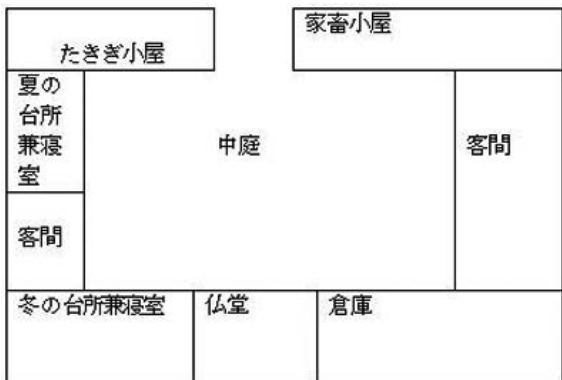 家畜小屋
たきぎ小屋
夏の
台所
兼寝
室
中庭
客間
客間
冬の台所兼寝室
仏堂
倉庫